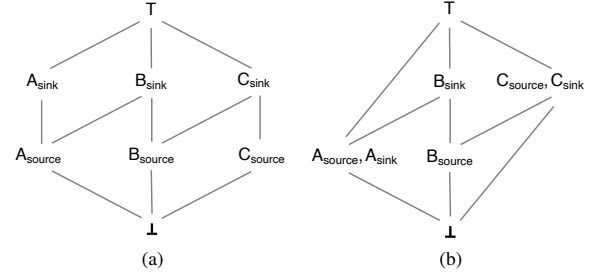 T
A_sink B_sink C_sink
A_source B_source C_source
⊥
(a)
T
B_sink C_source, C_sink
A_source, A_sink B_source
⊥
(b)